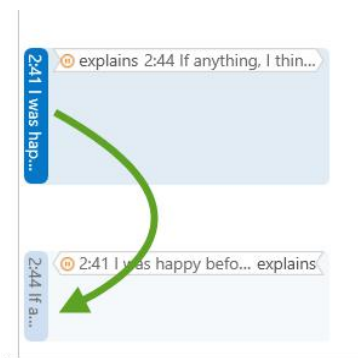 2:41 I was hap...
explains 2:44 If anything, I thin...
2:44 If a...
2:41 I was happy befo... explains